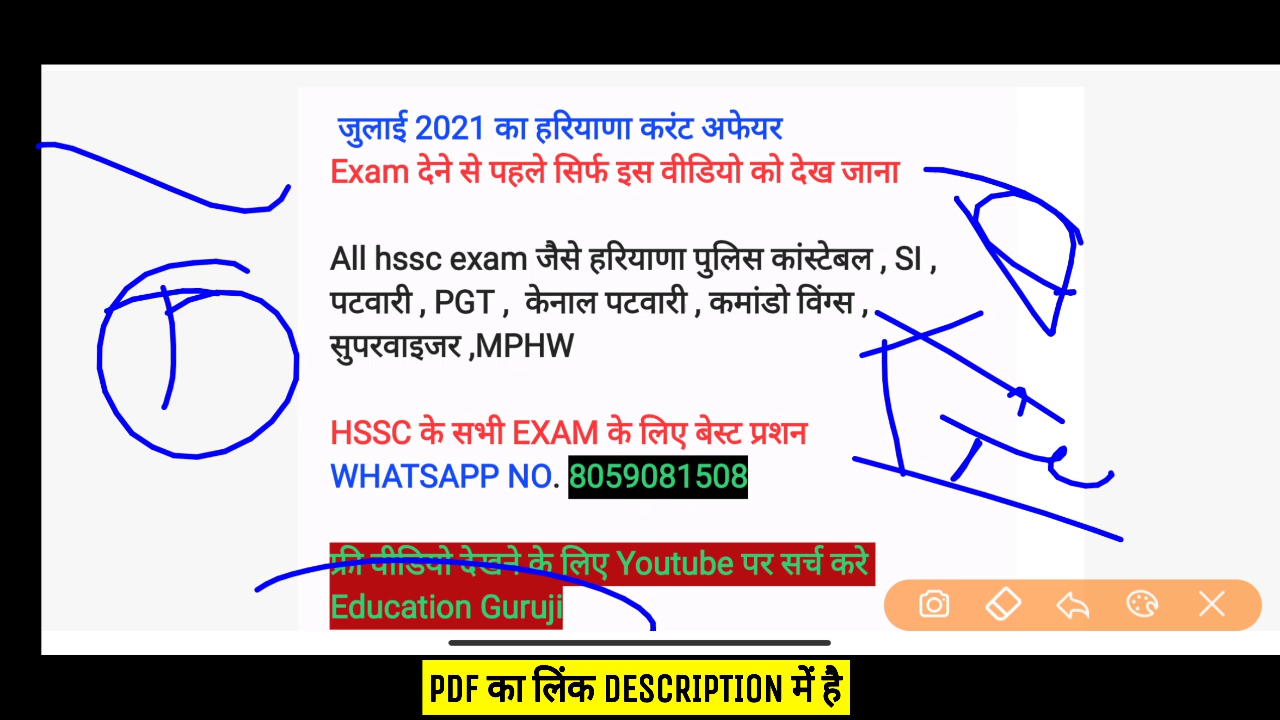 जुलाई 2021 का हरियाणा करंट अफेयर
Exam देने से पहले सिर्फ इस वीडियो को देख जाना
All hssc exam जैसे हरियाणा पुलिस कांस्टेबल , SI ,
पटवारी , PGT , केनाल पटवारी , कमांडो विंग्स ,
सुपरवाइजर ,MPHW
HSSC के सभी EXAM के लिए बेस्ट प्रशन
WHATSAPP NO. 8059081508
फ्री वीडियो देखने के लिए Youtube पर सर्च करे
Education Guruji
PDF का लिंक DESCRIPTION में है